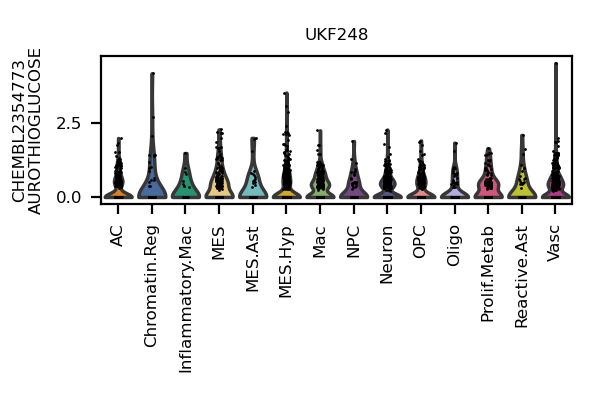 UKF248
CHEMBL2354773
AUROTHIOGLUCOSE
2.5
0.0
AC
Chromatin.Reg
Inflammatory.Mac
MES
MES.Ast
MES.Hyp
Mac
NPC
Neuron
OPC
Oligo
Prolif.Metab
Reactive.Ast
Vasc